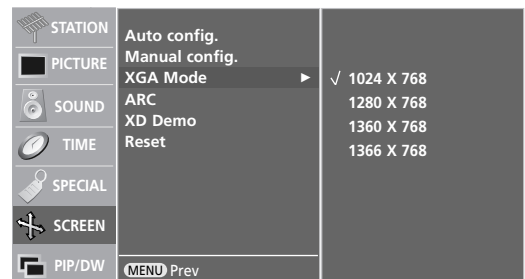 STATION
PICTURE
SOUND
TIME
SPECIAL
SCREEN
PIP/DW
Auto config.
Manual config.
XGA Mode ►
ARC
XD Demo
Reset
MENU Prev
√ 1024 X 768
1280 X 768
1360 X 768
1366 X 768